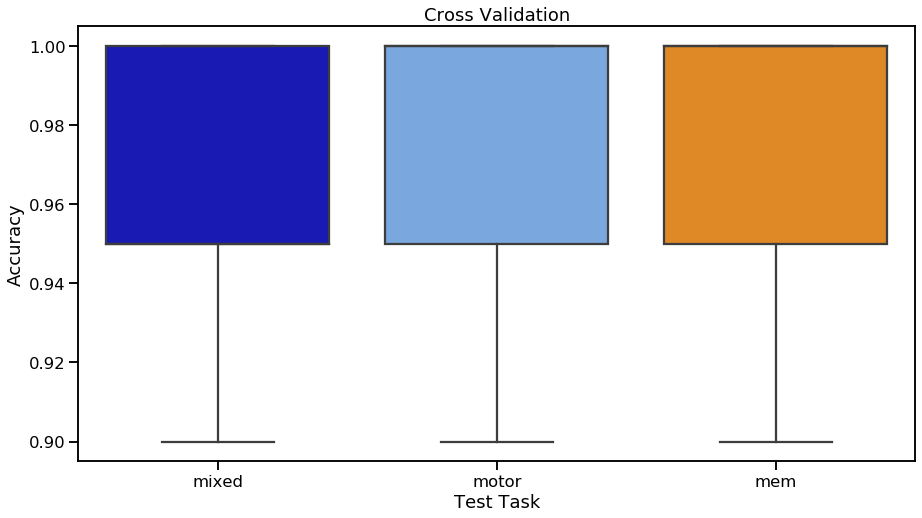 Cross Validation
1.00
0.98
0.96
0.94
0.92
0.90
Accuracy
mixed
motor
mem
Test Task